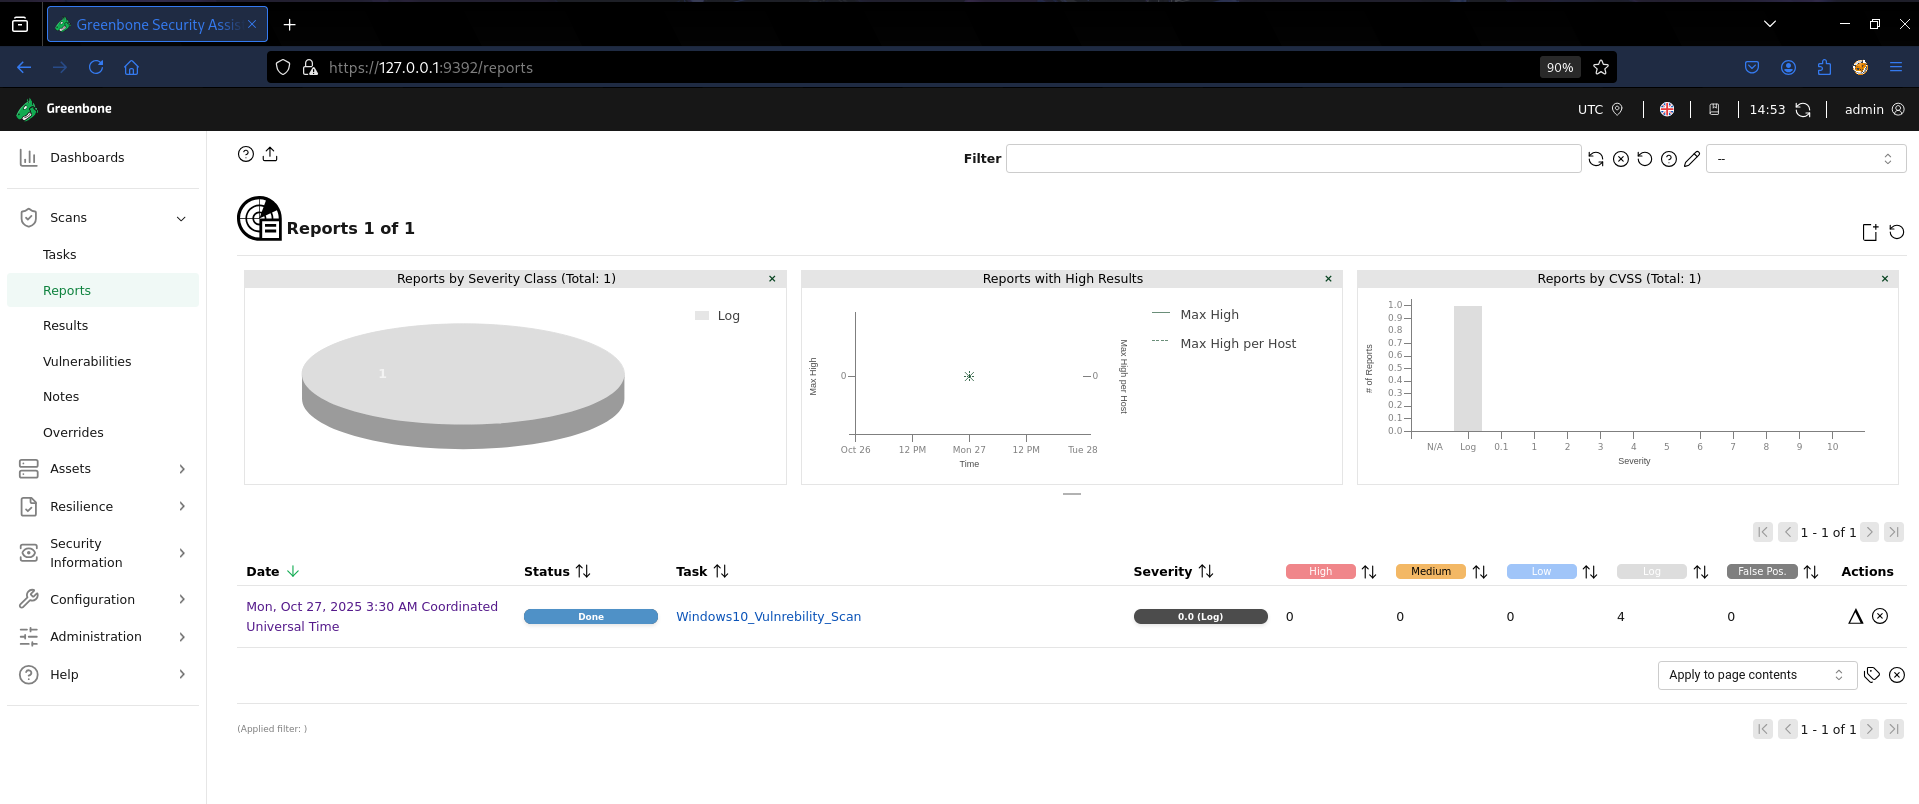 Greenbone Security Assis
https://127.0.0.1:9392/reports
90%
Greenbone
UTC
14:53
admin
Dashboards
Scans
Tasks
Reports
Results
Vulnerabilities
Notes
Overrides
Assets
Resilience
Security
Information
Configuration
Administration
Help
Filter
--
Reports 1 of 1
Reports by Severity Class (Total: 1)
Log
1
Reports with High Results
Max High
Max High per Host
Max High
0
0
Max High per Host
Oct 26 12 PM Mon 27 12 PM Tue 28
Time
Reports by CVSS (Total: 1)
# of Reports
1.0
0.9
0.8
0.7
0.6
0.5
0.4
0.3
0.2
0.1
0.0
N/A Log 0.1 1 2 3 4 5 6 7 8 9 10
Severity
1 - 1 of 1
Date Status Task Severity High Medium Low Log False Pos. Actions
Mon, Oct 27, 2025 3:30 AM Coordinated
Universal Time
Done Windows10_Vulnrebility_Scan 0.0 (Log) 0 0 0 4 0
Apply to page contents
(Applied filter: )
1 - 1 of 1